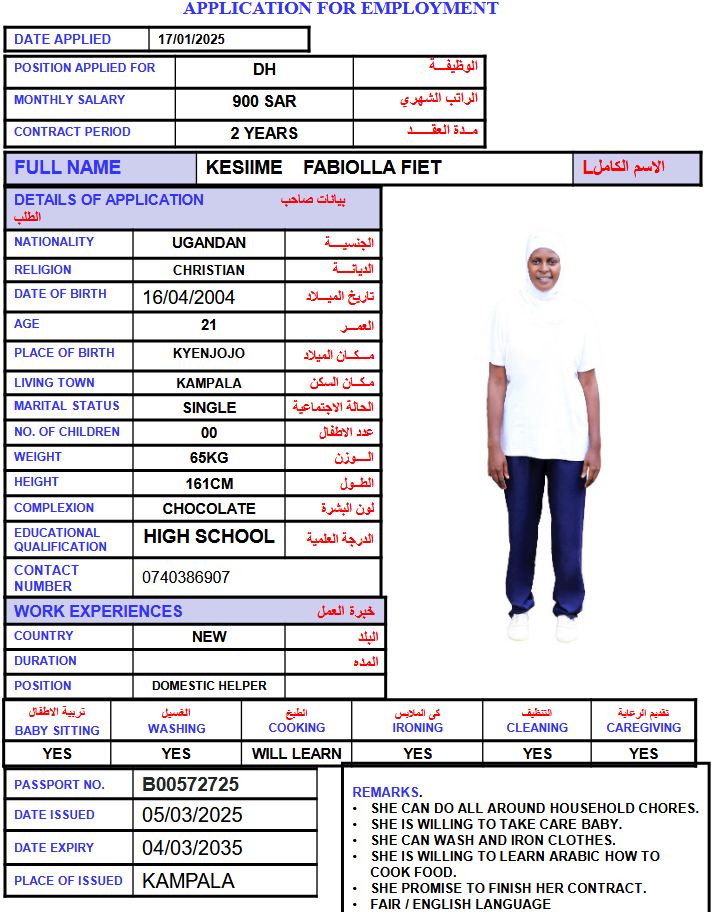 APPLICATION FOR EMPLOYMENT
DATE APPLIED 17/01/2025
POSITION APPLIED FOR DH الوظيفـــة
MONTHLY SALARY 900 SAR الراتب الشهري
CONTRACT PERIOD 2 YEARS مــدة العقـــــد
FULL NAME KESIIME FABIOLLA FIET الاسم الكاملL
DETAILS OF APPLICATION بيانات صاحب
الطلب
NATIONALITY UGANDAN الجنسيـــة
RELIGION CHRISTIAN الديانـــة
DATE OF BIRTH 16/04/2004 تاريخ الميــلاد
AGE 21 العمــر
PLACE OF BIRTH KYENJOJO مـــكــان الميلاد
LIVING TOWN KAMPALA مـكــان السكن
MARITAL STATUS SINGLE الحالة الاجتماعية
NO. OF CHILDREN 00 عدد الاطفال
WEIGHT 65KG الـــوزن
HEIGHT 161CM الطــول
COMPLEXION CHOCOLATE لون البشرة
EDUCATIONAL QUALIFICATION HIGH SCHOOL الدرجة العلمية
CONTACT NUMBER 0740386907
WORK EXPERIENCES خبرة العمل
COUNTRY NEW البلد
DURATION المده
POSITION DOMESTIC HELPER
تربية الاطفال الغسيل الطبخ كى الملابس التنظيف تقديم الرعاية
BABY SITTING WASHING COOKING IRONING CLEANING CAREGIVING
YES YES WILL LEARN YES YES YES
PASSPORT NO. B00572725
DATE ISSUED 05/03/2025
DATE EXPIRY 04/03/2035
PLACE OF ISSUED KAMPALA
REMARKS.
• SHE CAN DO ALL AROUND HOUSEHOLD CHORES.
• SHE IS WILLING TO TAKE CARE BABY.
• SHE CAN WASH AND IRON CLOTHES.
• SHE IS WILLING TO LEARN ARABIC HOW TO
COOK FOOD.
• SHE PROMISE TO FINISH HER CONTRACT.
• FAIR / ENGLISH LANGUAGE